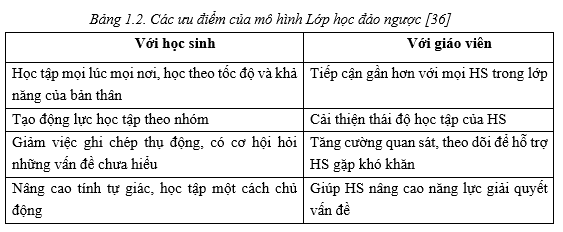 Bảng 1.2. Các ưu điểm của mô hình Lớp học đảo ngược [36]
Với học sinh
Với giáo viên
Học tập mọi lúc mọi nơi, học theo tốc độ và khả
năng của bản thân
Tiếp cận gần hơn với mọi HS trong lớp
Tạo động lực học tập theo nhóm
Cải thiện thái độ học tập của HS
Giảm việc ghi chép thụ động, có cơ hội hỏi
những vấn đề chưa hiểu
Tăng cường quan sát, theo dõi để hỗ trợ
HS gặp khó khăn
Nâng cao tính tự giác, học tập một cách chủ
động
Giúp HS nâng cao năng lực giải quyết
vấn đề